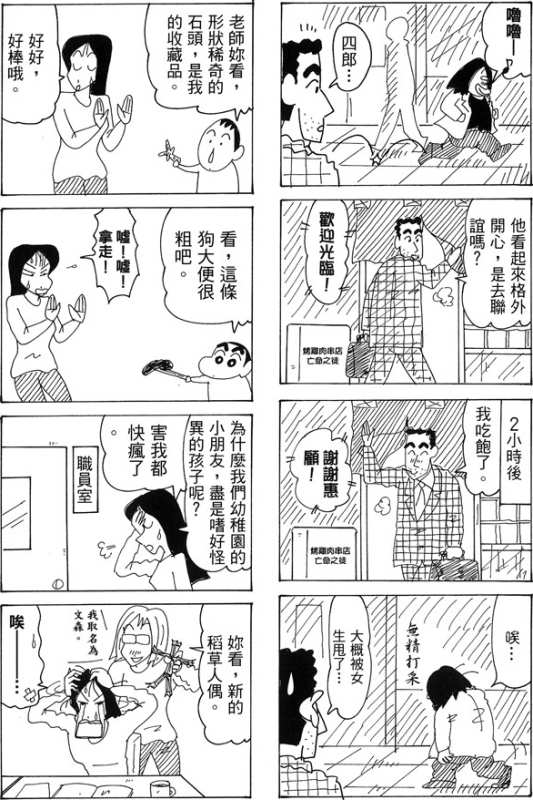 嚕嚕——♪
四郎…
他看起來格外
開心，是去聯
誼嗎？
歡迎光臨！
烤雞肉串店
亡命之徒
2小時後
我吃飽了。
謝謝惠
顧！
烤雞肉串店
亡命之徒
唉…
無精打采
大概被女
生甩了…
老師妳看，
形狀稀奇的
石頭，是我
的收藏品。
好好，
好棒哦。
看，這條
狗大便很
粗吧。
噓！噓！
拿走！
為什麼我們幼稚園的
小朋友，盡是嗜好怪
異的孩子呢？
害我都
快瘋了
。
職員室
妳看，新的
稻草人偶。
我取名為
文森。
唉——…